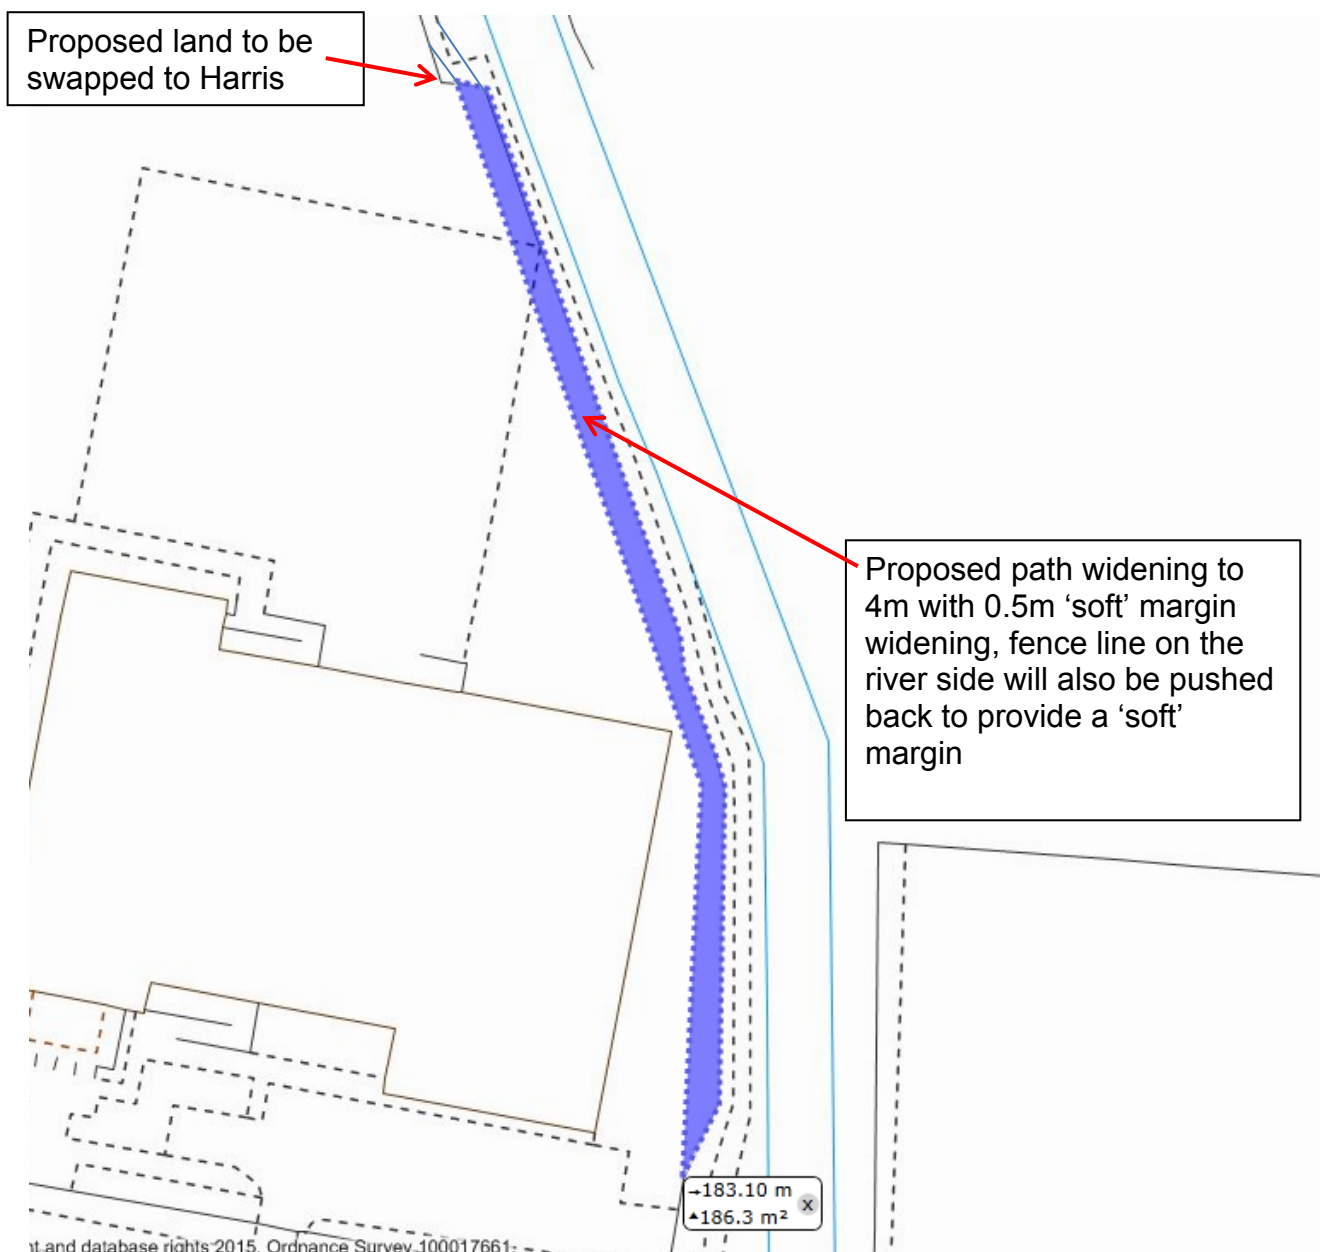 Proposed land to be
swapped to Harris
Proposed path widening to
4m with 0.5m ‘soft’ margin
widening, fence line on the
river side will also be pushed
back to provide a ‘soft’
margin
→183.10 m
▲186.3 m²
x
and database rights 2015. Ordnance Survey 100017661.